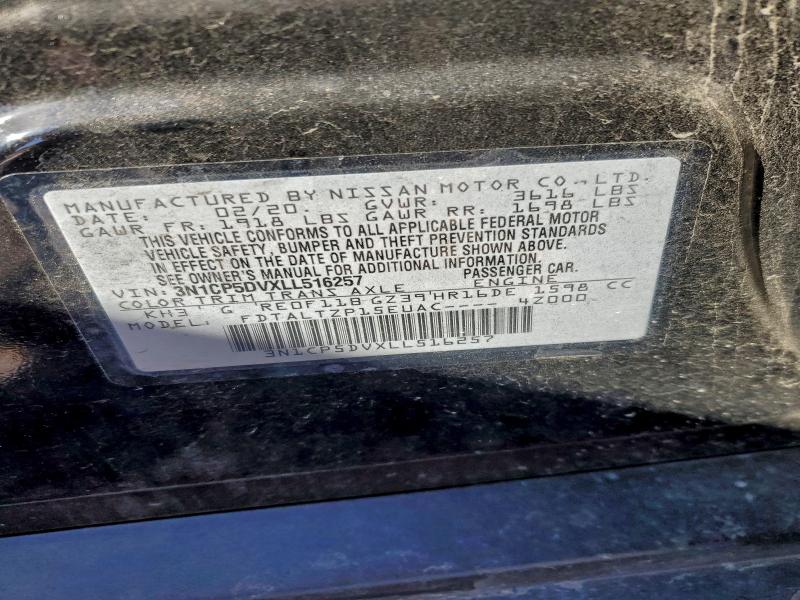 MANUFACTURED BY NISSAN MOTOR CO., LTD.
DATE: 02/20 GVWR: 3616 LBS
GAWR FR: 1918 LBS GAWR RR: 1698 LBS
THIS VEHICLE CONFORMS TO ALL APPLICABLE FEDERAL MOTOR
VEHICLE SAFETY, BUMPER AND THEFT PREVENTION STANDARDS
IN EFFECT ON THE DATE OF MANUFACTURE SHOWN ABOVE.
SEE OWNER'S MANUAL FOR ADDITIONAL INFORMATION.
VIN: 3N1CP5DVXLL516257 PASSENGER CAR.
COLOR TRIM TRANS AXLE ENGINE
KH3 G RE0F11B GZ39 HR16DE 1598 CC
MODEL: FDTALTZP15EUAC---- 4Z000
3N1CP5DVXLL516257